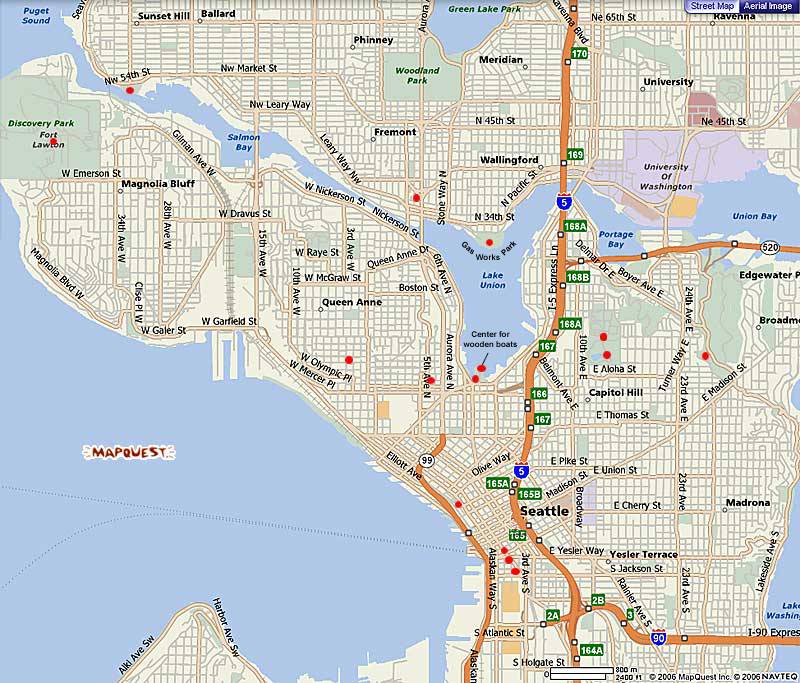 Street Map
Aerial Image
Puget
Sound
Sunset Hill
Ballard
Aurora A
Green Lake Park
Ravenna Blvd
Ne 65th St
Ravenna
Phinney
Meridian
170
Nw 54th St
Nw Market St
Woodland
Park
University
Nw Leary Way
Discovery Park
Fort
Lawton
Gilman Ave W
Salmon
Bay
Leary Way Nw
Fremont
N 45th St
Ne 45th St
Wallingford
169
W Emerson St
Magnolia Bluff
W Nickerson St
Nickerson St
Stone Way N
N Pacific St
University
Of
Washington
5
34th Ave W
28th Ave W
W Dravus St
15th Ave W
10th Ave W
3rd Ave W
N 34th St
168A
Portage
Bay
Union Bay
520
Gas Works Park
W Raye St
Queen Anne Dr
6th Ave N
Delmar Dr E
Boyer Ave E
Magnolia Blvd W
W McGraw St
Boston St
Lake
Union
I-5 Express Ln
168B
24th Ave E
Edgewater P
Clise Pl W
Queen Anne
W Garfield St
W Galer St
168A
Broadmo
Center for
wooden boats
167
10th Ave E
Turner Way E
W Olympic Pl
W Mercer Pl
5th Ave N
Aurora Ave N
Belmont Ave E
E Aloha St
E Madison St
166
Capitol Hill
23rd Ave E
E Thomas St
167
MAPQUEST
99
Elliott Ave
Olive Way
5
E Pike St
E Union St
165A
165B
Madison St
Broadway
Seattle
E Cherry St
23rd Ave
Madrona
165
E Yesler Way
Yesler Terrace
S Jackson St
Alaskan Way S
3rd Ave S
Rainier Ave S
23rd Ave S
Lakeside Ave S
Harbor Ave Sw
Alki Ave Sw
2B
2A
3
Lake
Washi
S Atlantic St
90
I-90 Expres
164A
Alaskan
S Holgate St
800 m
2400 ft
© 2006 MapQuest Inc. © 2006 NAVTEQ